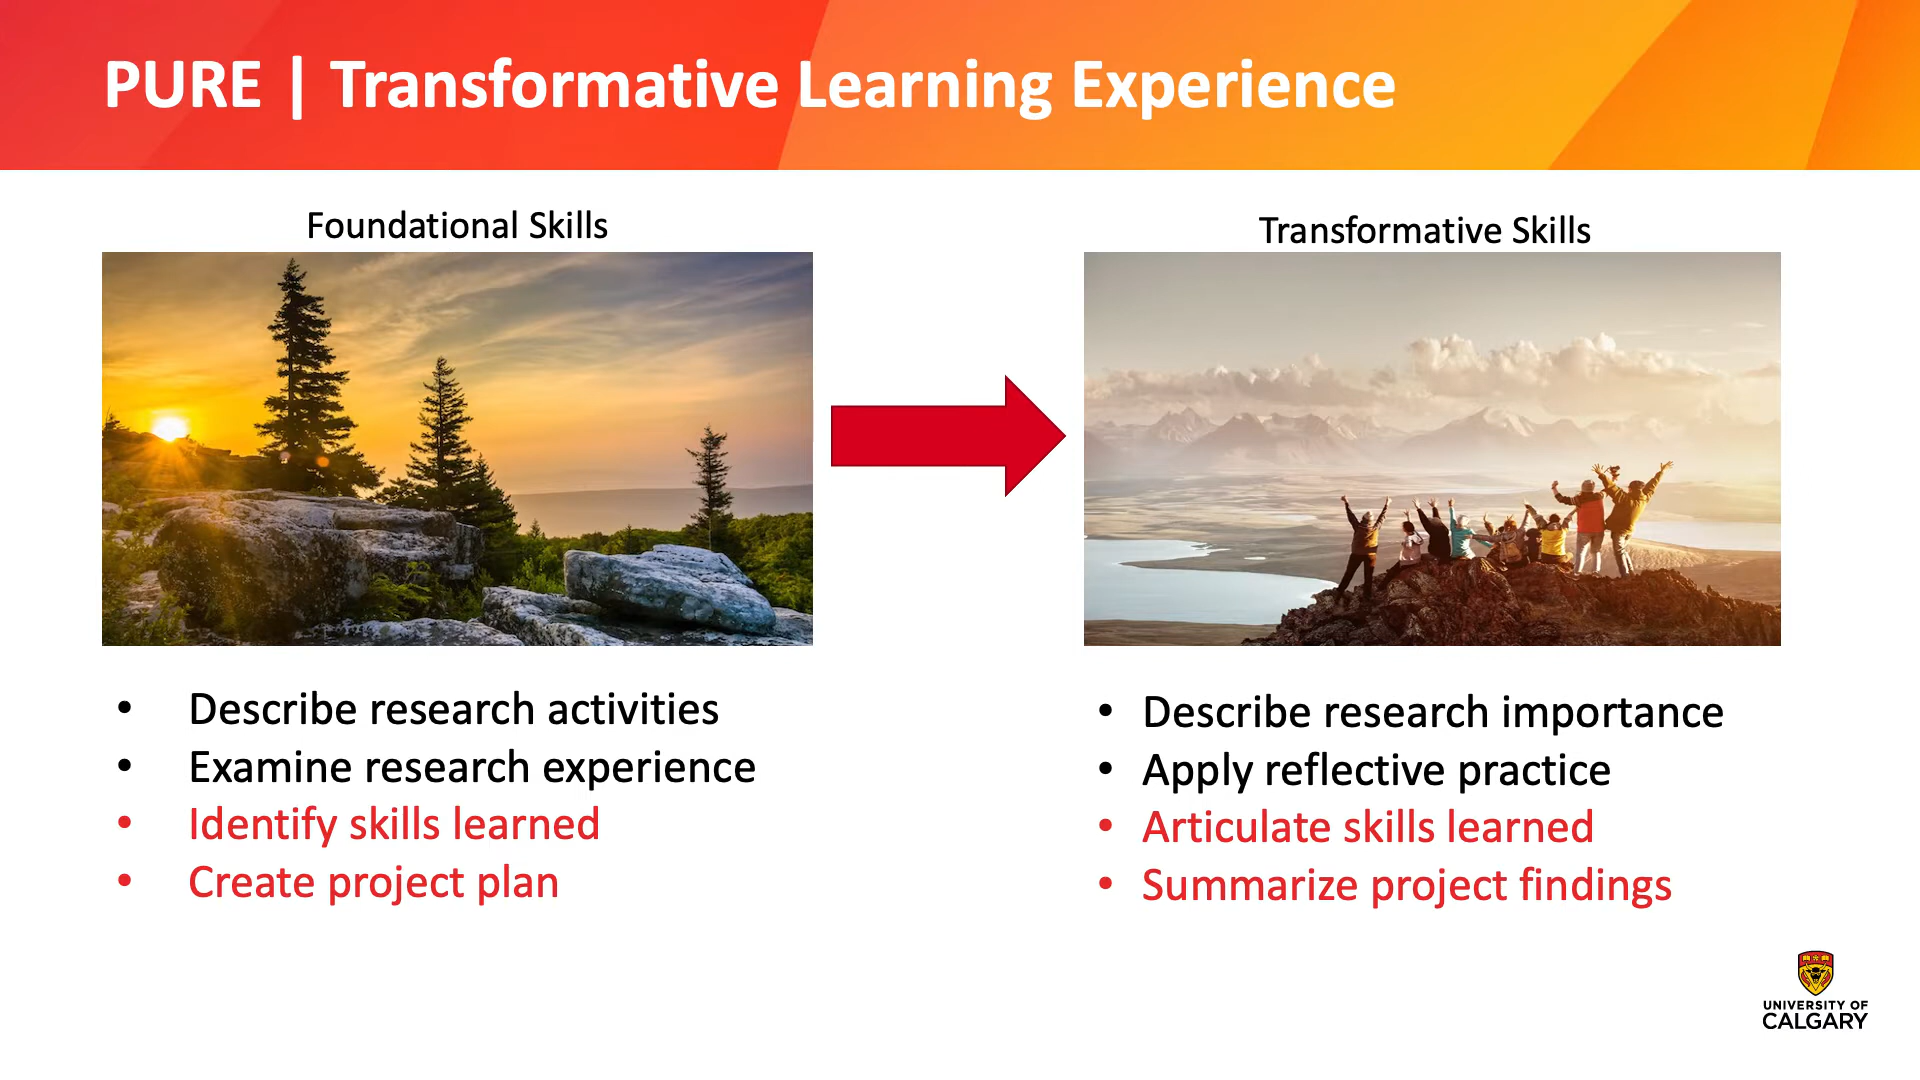 PURE | Transformative Learning Experience
Foundational Skills
• Describe research activities
• Examine research experience
• Identify skills learned
• Create project plan
Transformative Skills
• Describe research importance
• Apply reflective practice
• Articulate skills learned
• Summarize project findings
UNIVERSITY OF
CALGARY